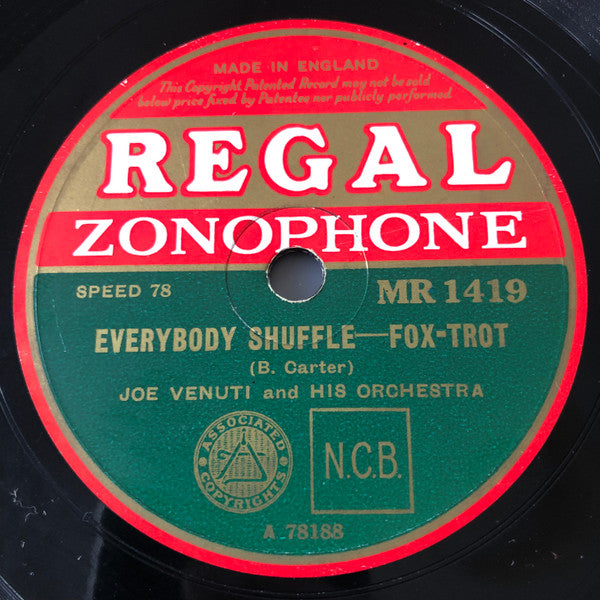 MADE IN ENGLAND
This Copyright Patented Record may not be sold
below price fixed by Patentee nor publicly performed.
REGAL
ZONOPHONE
SPEED 78
MR 1419
EVERYBODY SHUFFLE—FOX-TROT
(B. Carter)
JOE VENUTI and HIS ORCHESTRA
ASSOCIATED
COPYRIGHTS
N.C.B.
A 78188